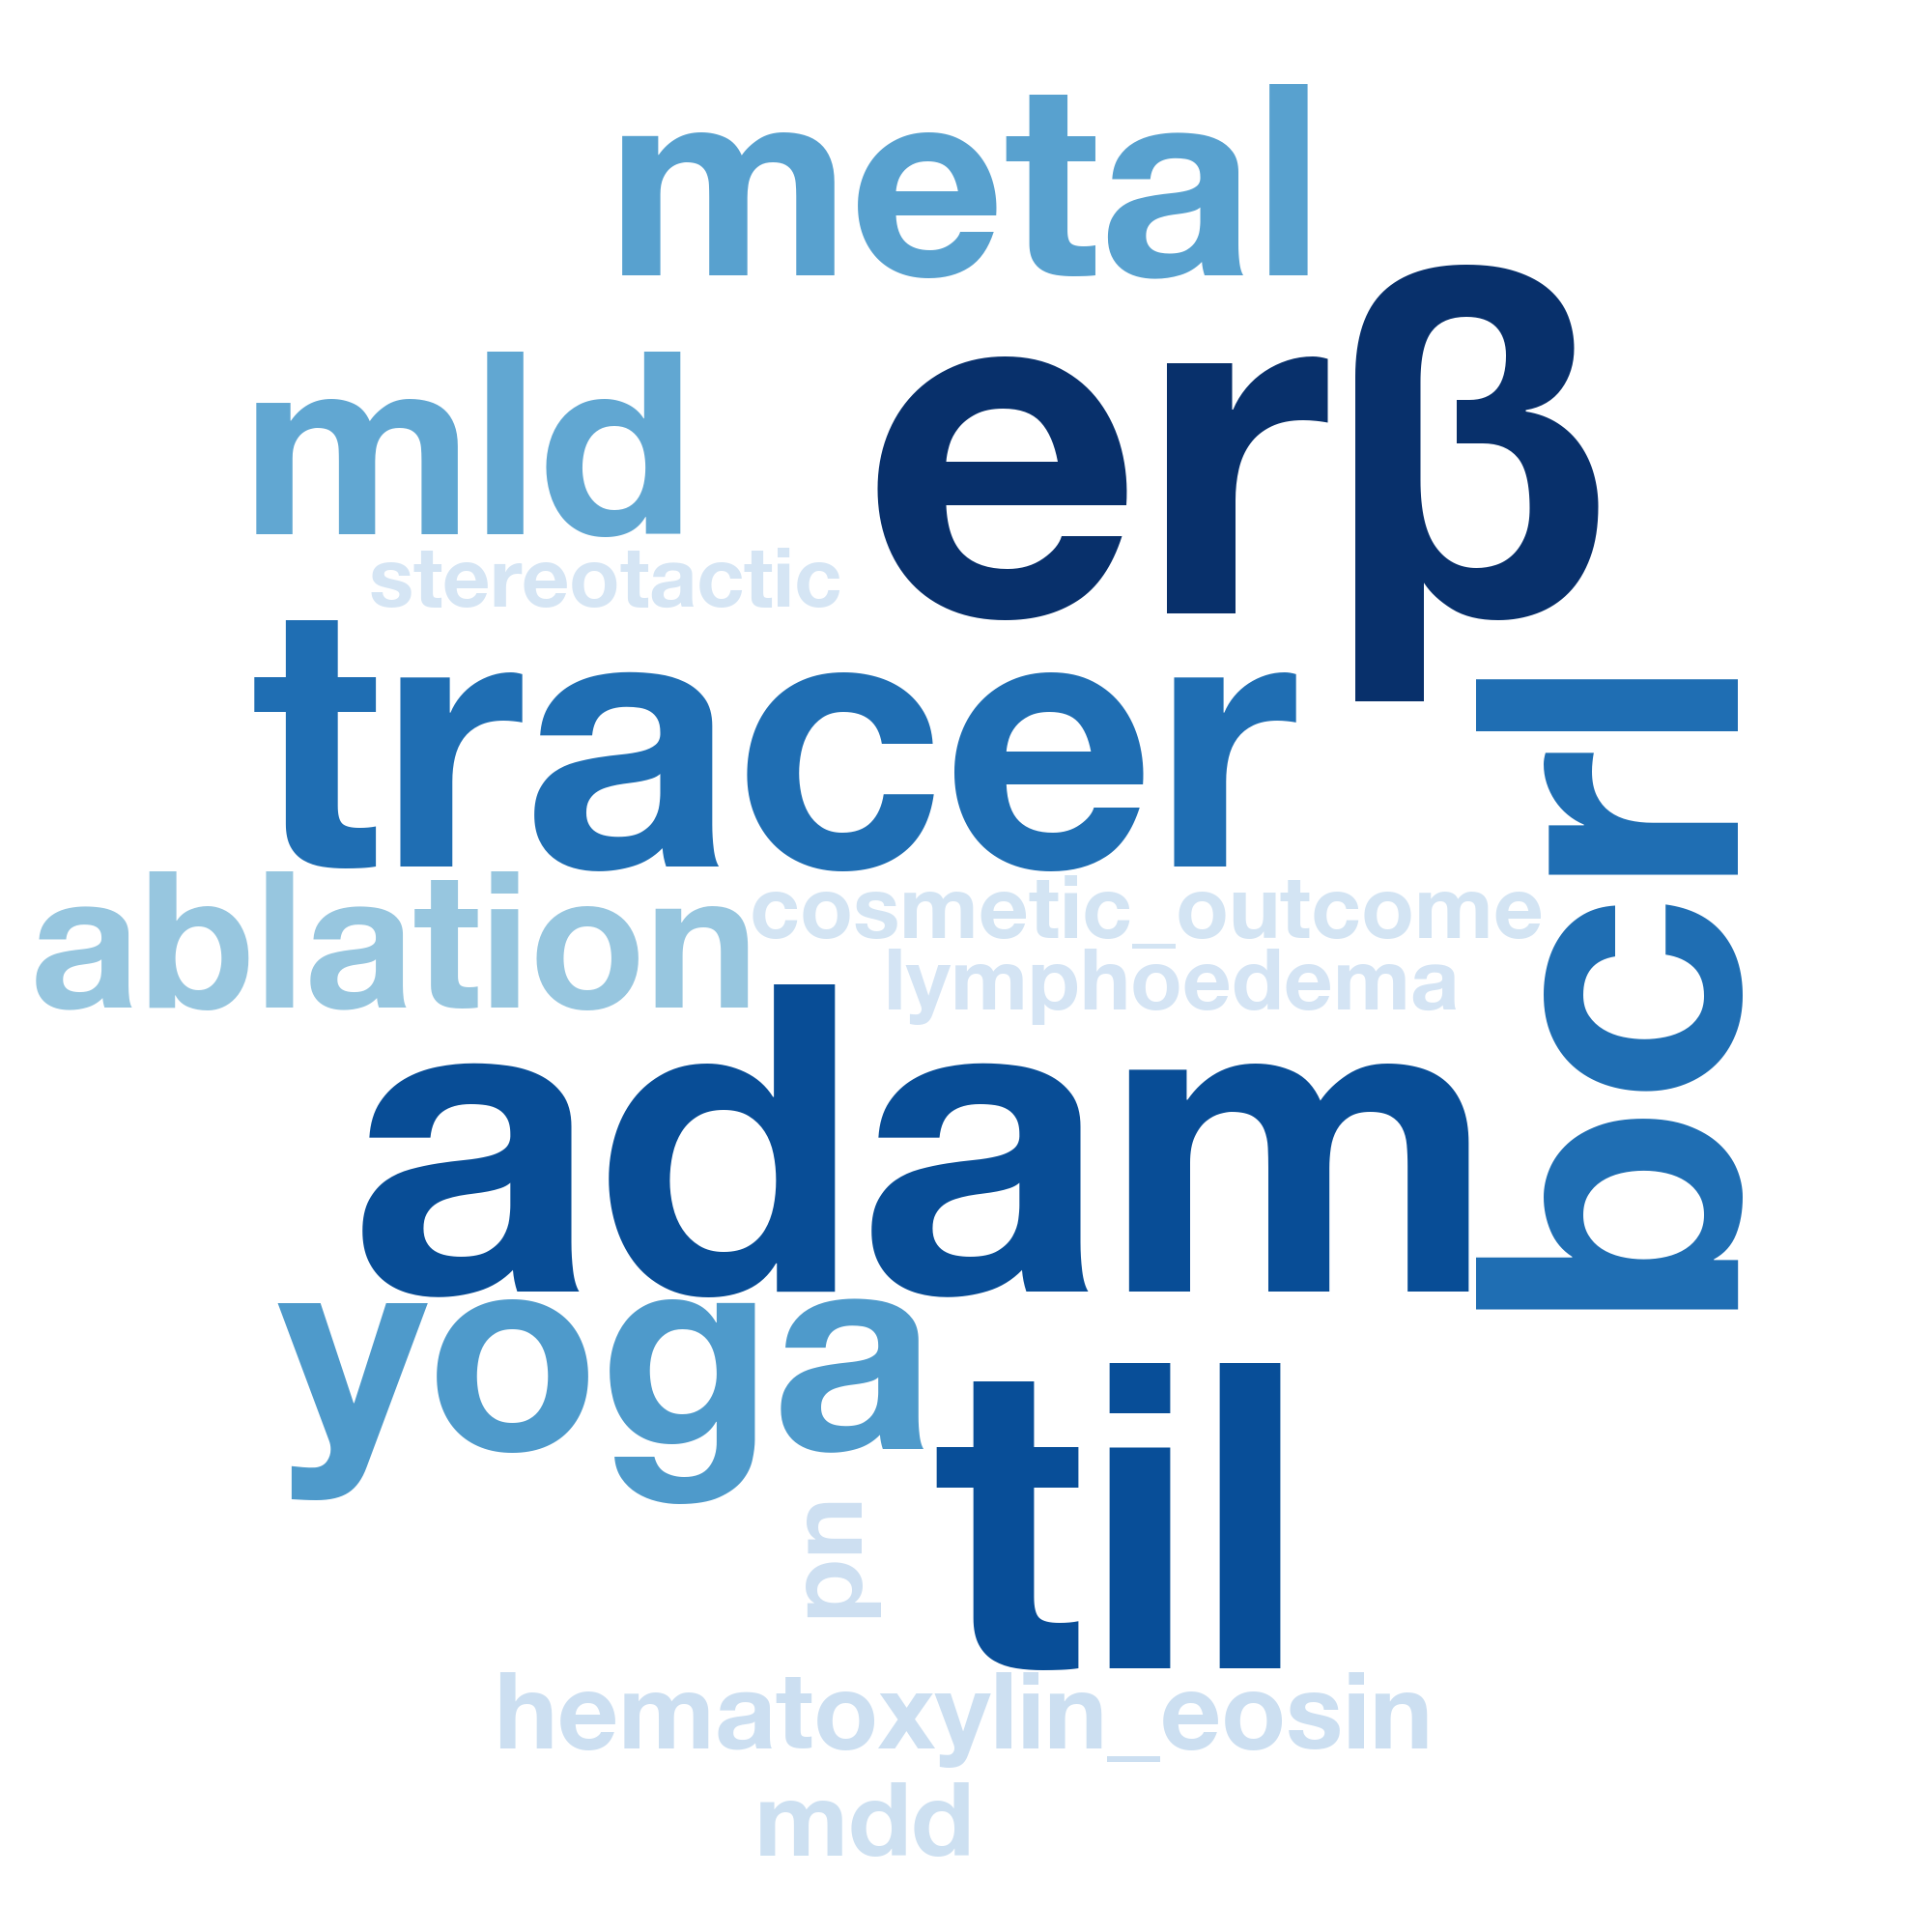 metal
erβ
mld
stereotactic
tracer
bcrl
ablation
cosmetic_outcome
lymphoedema
adam
yoga
til
pn
hematoxylin_eosin
mdd